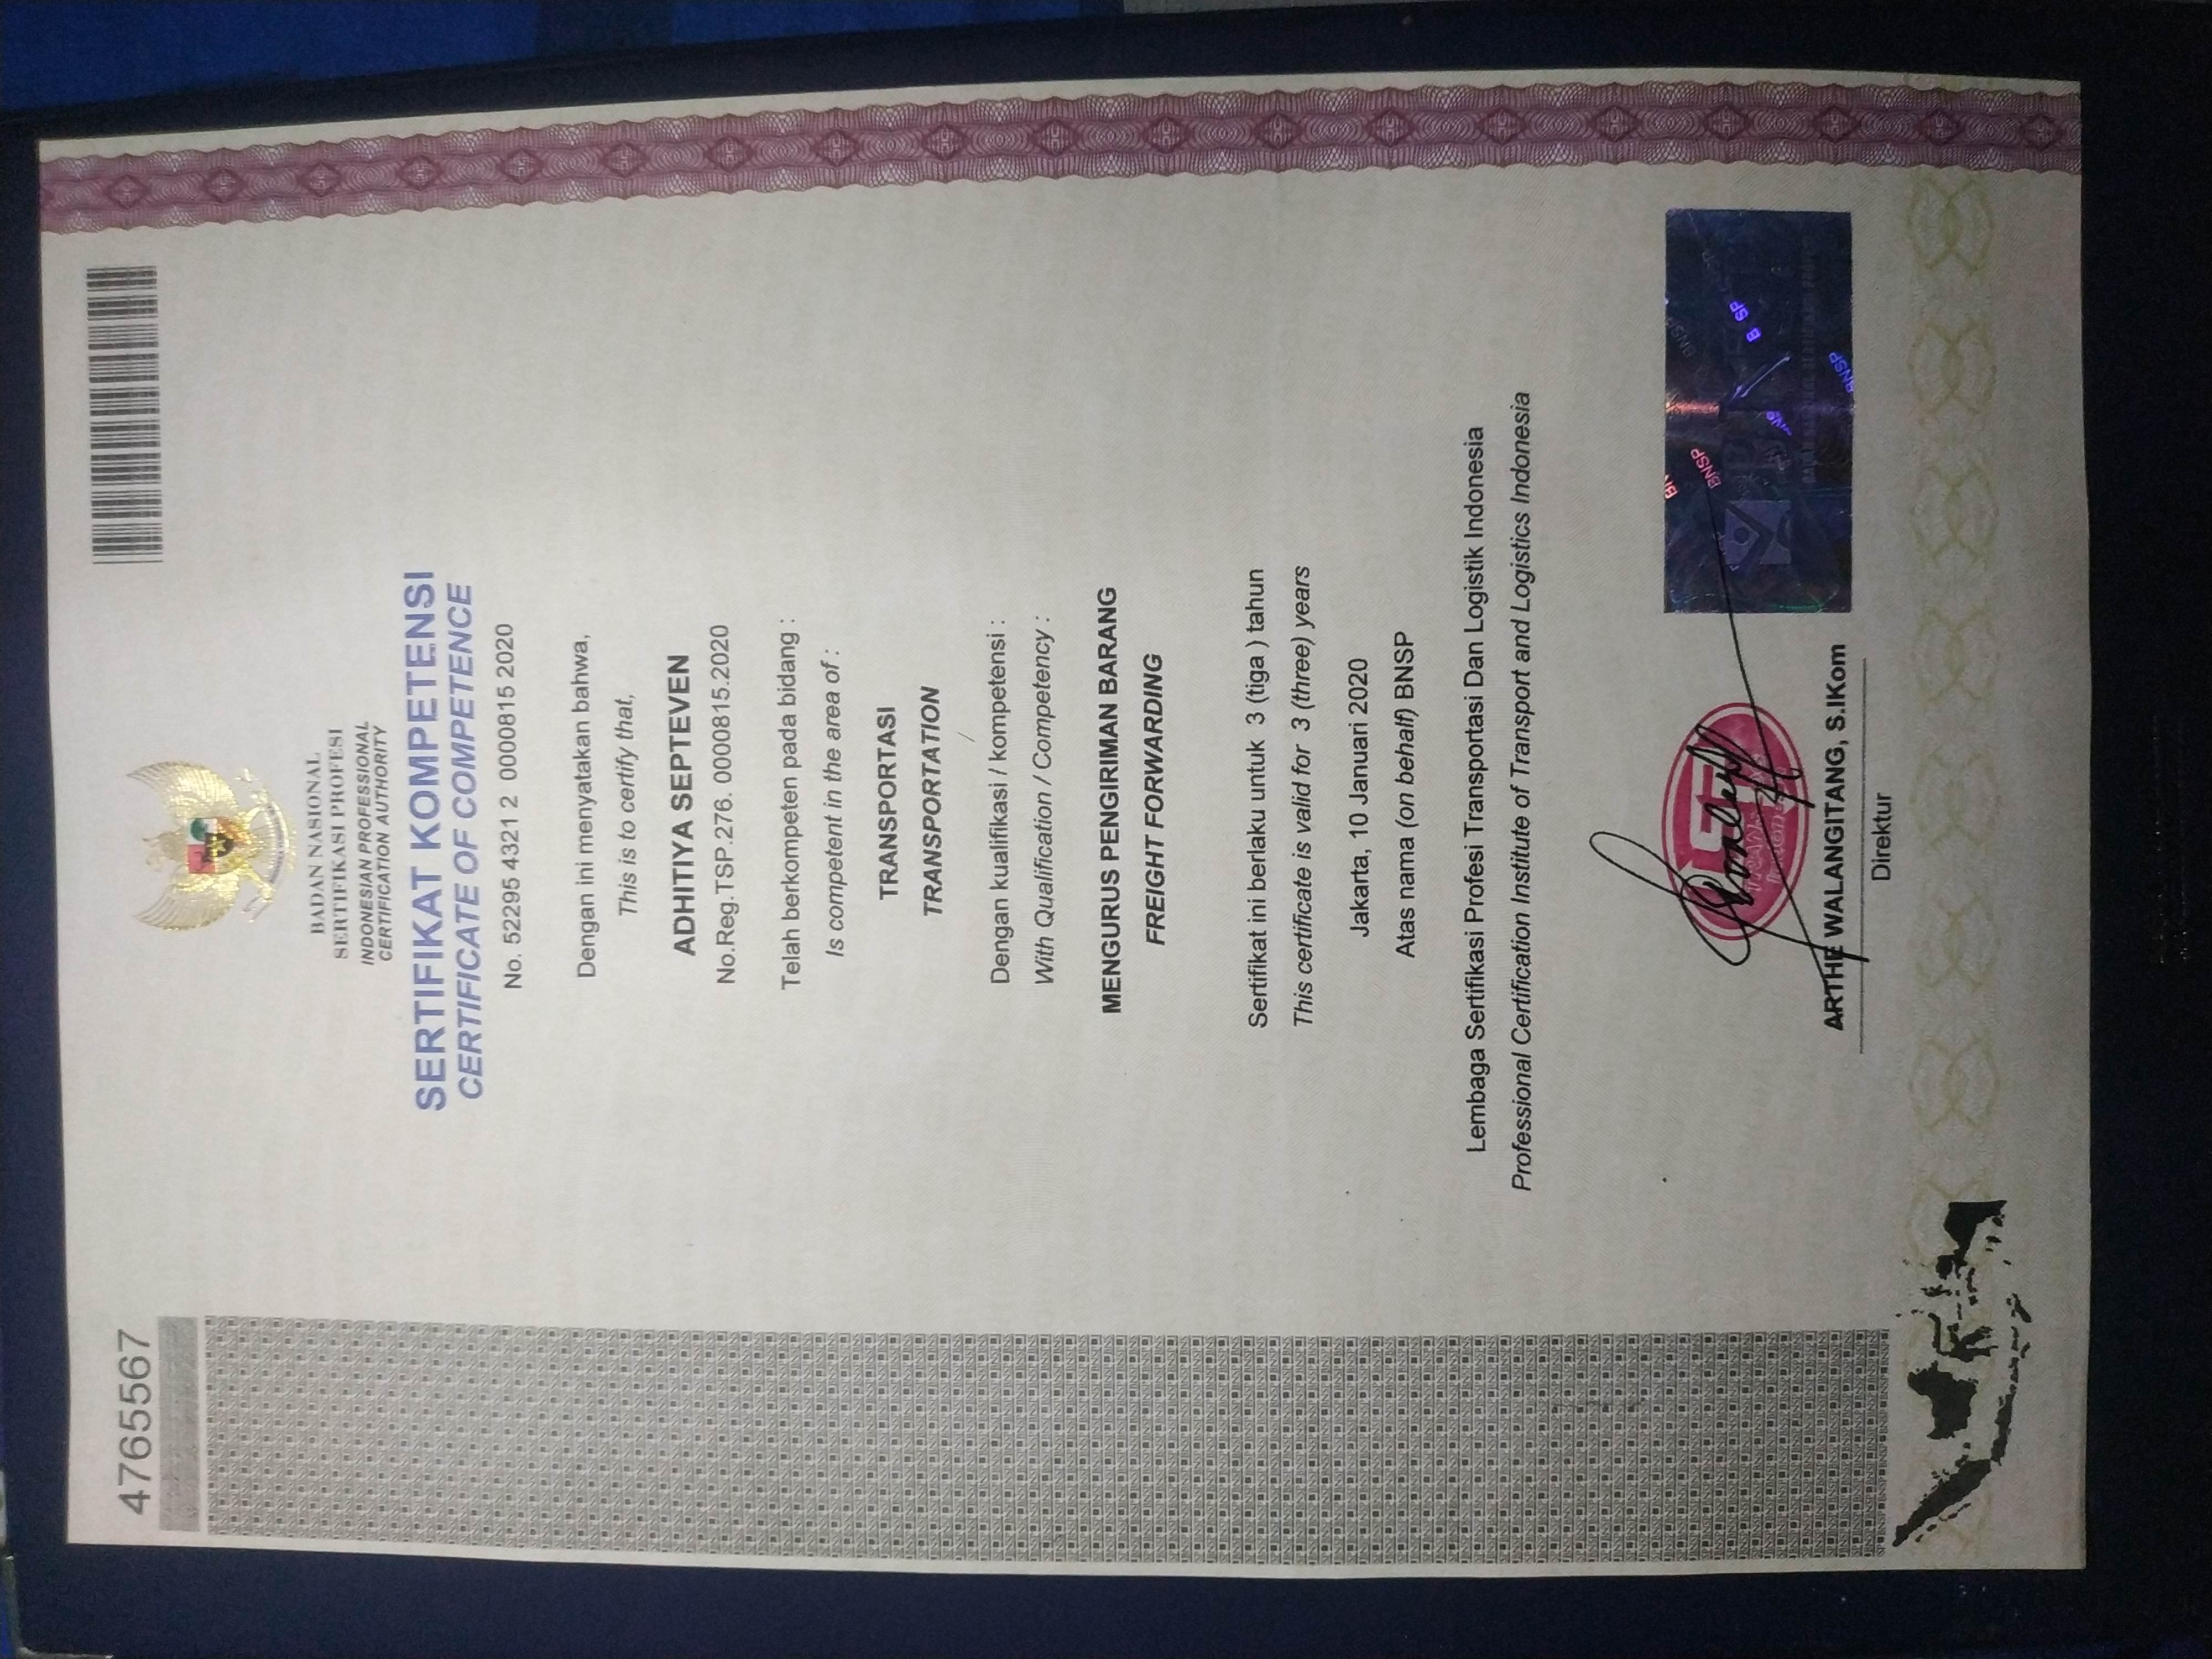 4765567
BADAN NASIONAL
SERTIFIKASI PROFESI
INDONESIAN PROFESSIONAL
CERTIFICATION AUTHORITY
SERTIFIKAT KOMPETENSI
CERTIFICATE OF COMPETENCE
No. 52295 4321 2 0000815 2020
Dengan ini menyatakan bahwa,
This is to certify that,
ADHITIYA SEPTEVEN
No.Reg.TSP.276. 0000815.2020
Telah berkompeten pada bidang :
Is competent in the area of :
TRANSPORTASI
TRANSPORTATION
Dengan kualifikasi / kompetensi :
With Qualification / Competency :
MENGURUS PENGIRIMAN BARANG
FREIGHT FORWARDING
Sertifikat ini berlaku untuk 3 (tiga ) tahun
This certificate is valid for 3 (three) years
Jakarta, 10 Januari 2020
Atas nama (on behalf) BNSP
Lembaga Sertifikasi Profesi Transportasi Dan Logistik Indonesia
Professional Certification Institute of Transport and Logistics Indonesia
BNSP
BNSP
BNSP
BADAN NASIONAL SERTIFIKASI PROFESI
ARTHE WALANGITANG, S.IKom
Direktur